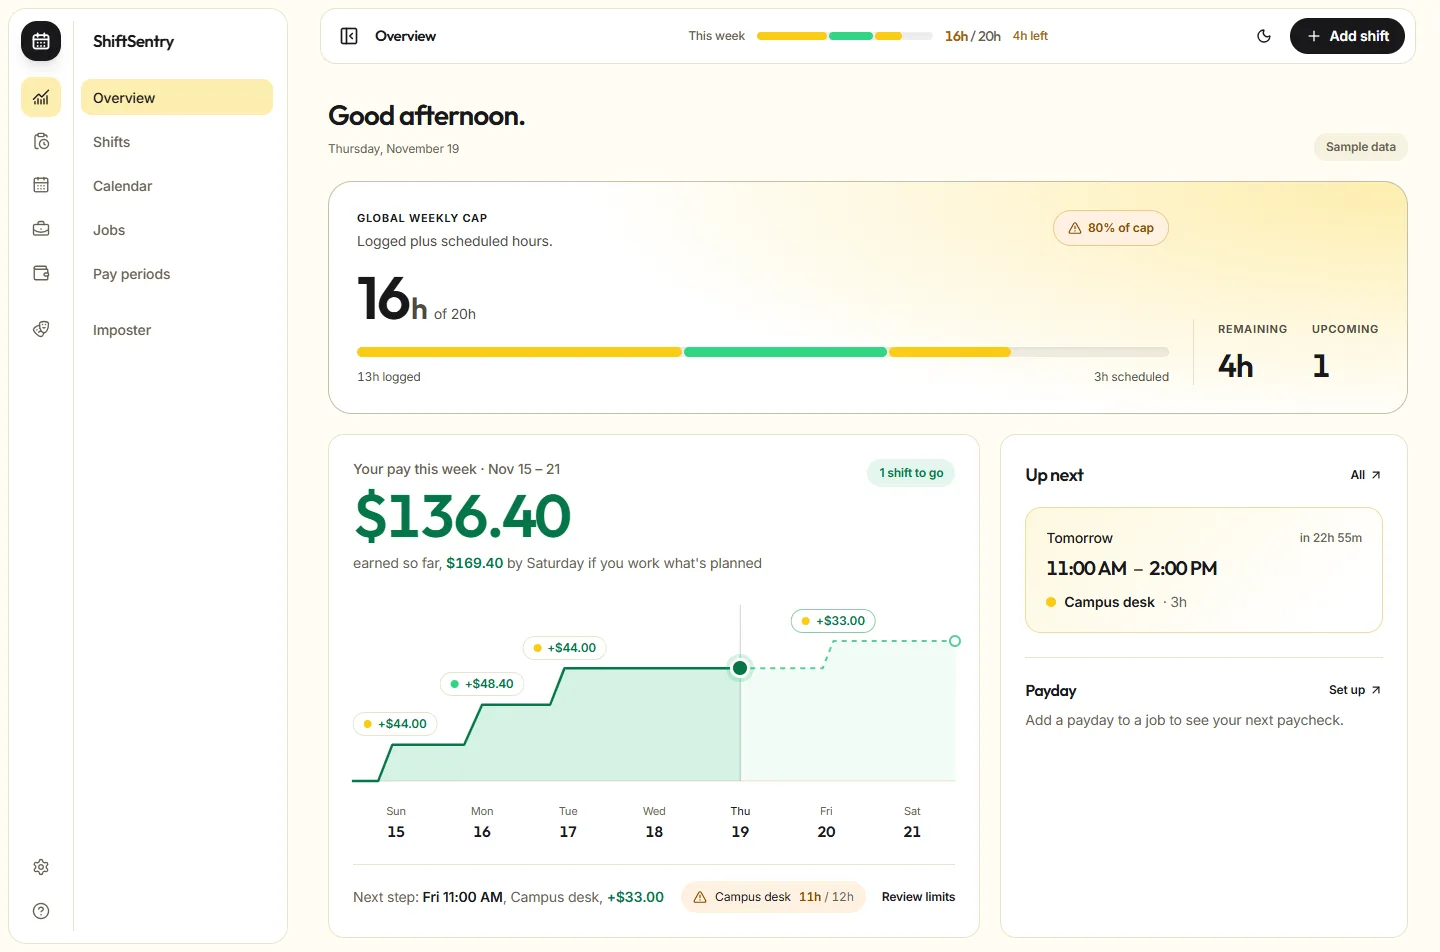 ShiftSentry
Overview
Shifts
Calendar
Jobs
Pay periods
Imposter
Overview
This week 16h / 20h 4h left
Add shift
Good afternoon.
Thursday, November 19
Sample data
GLOBAL WEEKLY CAP
Logged plus scheduled hours.
80% of cap
16h of 20h
13h logged
3h scheduled
REMAINING UPCOMING
4h 1
Your pay this week · Nov 15 – 21
1 shift to go
$136.40
earned so far, $169.40 by Saturday if you work what's planned
+$44.00
+$48.40
+$44.00
+$33.00
Sun Mon Tue Wed Thu Fri Sat
15 16 17 18 19 20 21
Next step: Fri 11:00 AM, Campus desk, +$33.00
Campus desk 11h / 12h
Review limits
Up next
All
Tomorrow in 22h 55m
11:00 AM – 2:00 PM
Campus desk · 3h
Payday
Set up
Add a payday to a job to see your next paycheck.